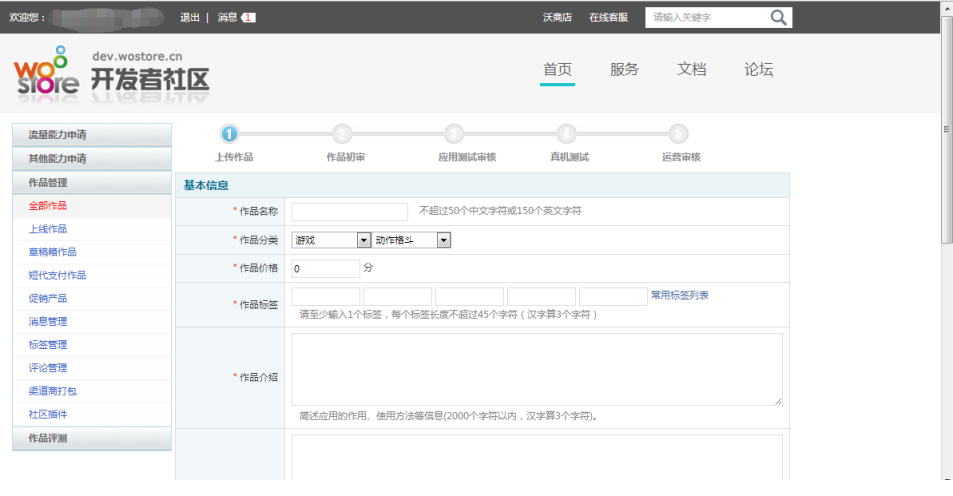 欢迎您： 退出 | 消息 1 沃商店 在线客服 请输入关键字
wo store dev.wostore.cn 开发者社区 首页 服务 文档 论坛
流量能力申请
其他能力申请
作品管理
全部作品
上线作品
草稿箱作品
短代支付作品
促销产品
消息管理
标签管理
评论管理
渠道商打包
社区插件
作品评测
1 2 3 4 5
上传作品 作品初审 应用测试审核 真机测试 运营审核
基本信息
* 作品名称 不超过50个中文字符或150个英文字符
* 作品分类 游戏 动作格斗
* 作品价格 0 分
* 作品标签 常用标签列表
请至少输入1个标签，每个标签长度不超过45个字符（汉字算3个字符）
* 作品介绍
简述应用的作用、使用方法等信息(2000个字符以内，汉字算3个字符)。